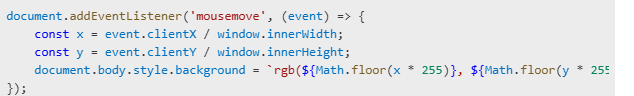 document.addEventListener('mousemove', (event) => {
    const x = event.clientX / window.innerWidth;
    const y = event.clientY / window.innerHeight;
    document.body.style.background = `rgb(${Math.floor(x * 255)}, ${Math.floor(y * 255
});